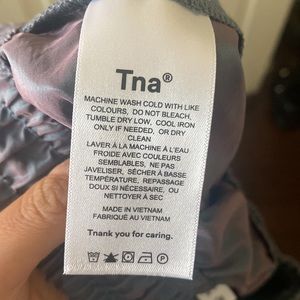 Tna®
MACHINE WASH COLD WITH LIKE
COLOURS, DO NOT BLEACH,
TUMBLE DRY LOW, COOL IRON
ONLY IF NEEDED, OR DRY
CLEAN
LAVER À LA MACHINE À L'EAU
FROIDE AVEC COULEURS
SEMBLABLES, NE PAS
JAVELISER, SÉCHER À BASSE
TEMPÉRATURE, REPASSAGE
DOUX SI NÉCESSAIRE, OU
NETTOYER À SEC
MADE IN VIETNAM
FABRIQUÉ AU VIETNAM
Thank you for caring.